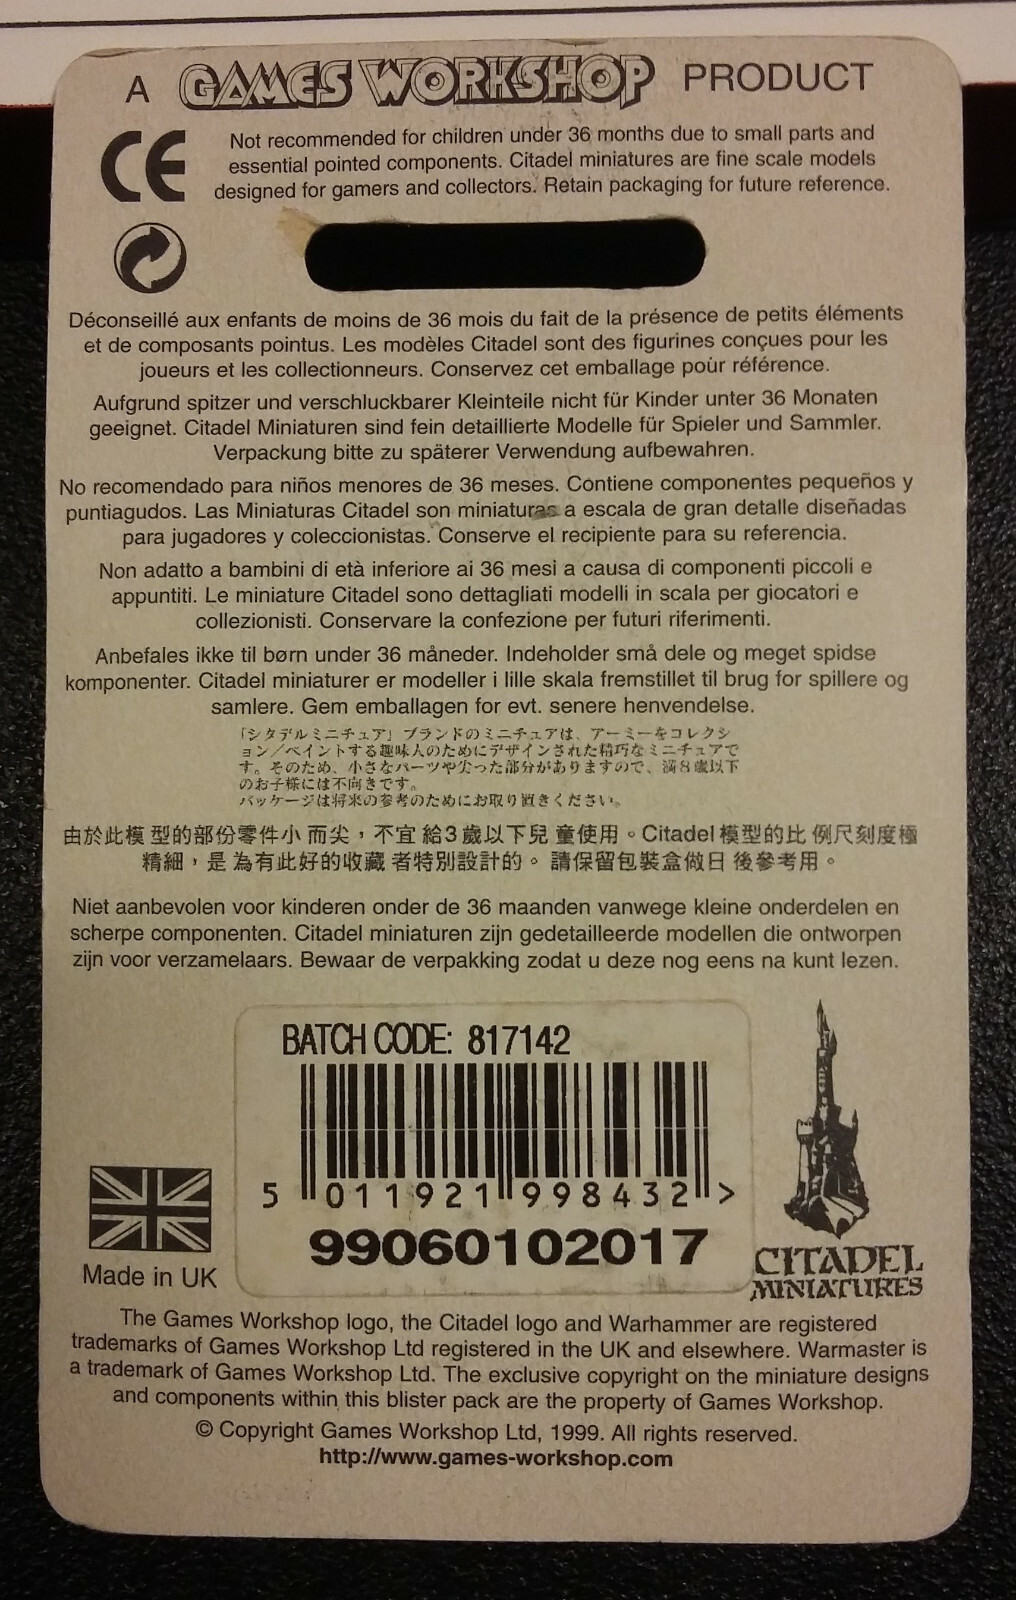 A GAMES WORKSHOP PRODUCT
CE
Not recommended for children under 36 months due to small parts and
essential pointed components. Citadel miniatures are fine scale models
designed for gamers and collectors. Retain packaging for future reference.
Déconseillé aux enfants de moins de 36 mois du fait de la présence de petits éléments
et de composants pointus. Les modèles Citadel sont des figurines conçues pour les
joueurs et les collectionneurs. Conservez cet emballage pour référence.
Aufgrund spitzer und verschluckbarer Kleinteile nicht für Kinder unter 36 Monaten
geeignet. Citadel Miniaturen sind fein detaillierte Modelle für Spieler und Sammler.
Verpackung bitte zu späterer Verwendung aufbewahren.
No recomendado para niños menores de 36 meses. Contiene componentes pequeños y
puntiagudos. Las Miniaturas Citadel son miniaturas a escala de gran detalle diseñadas
para jugadores y coleccionistas. Conserve el recipiente para su referencia.
Non adatto a bambini di età inferiore ai 36 mesi a causa di componenti piccoli e
appuntiti. Le miniature Citadel sono dettagliati modelli in scala per giocatori e
collezionisti. Conservare la confezione per futuri riferimenti.
Anbefales ikke til børn under 36 måneder. Indeholder små dele og meget spidse
komponenter. Citadel miniaturer er modeller i lille skala fremstillet til brug for spillere og
samlere. Gem emballagen for evt. senere henvendelse.
「シタデルミニチュア」ブランドのミニチュアは、アーミーをコレクシ
ョン／ペイントする趣味人のためにデザインされた精巧なミニチュアで
す。そのため、小さなパーツや尖った部分がありますので、満８歳以下
のお子様には不向きです。
パッケージは将来の参考のためにお取り置きください。
由於此模型的部份零件小而尖，不宜給3歲以下兒童使用。Citadel模型的比例尺刻度極
精細，是為有此好的收藏者特別設計的。請保留包裝盒做日後參考用。
Niet aanbevolen voor kinderen onder de 36 maanden vanwege kleine onderdelen en
scherpe componenten. Citadel miniaturen zijn gedetailleerde modellen die ontworpen
zijn voor verzamelaars. Bewaar de verpakking zodat u deze nog eens na kunt lezen.
BATCH CODE: 817142
5 011921 998432 >
99060102017
Made in UK
CITADEL
MINIATURES
The Games Workshop logo, the Citadel logo and Warhammer are registered
trademarks of Games Workshop Ltd registered in the UK and elsewhere. Warmaster is
a trademark of Games Workshop Ltd. The exclusive copyright on the miniature designs
and components within this blister pack are the property of Games Workshop.
© Copyright Games Workshop Ltd, 1999. All rights reserved.
http://www.games-workshop.com